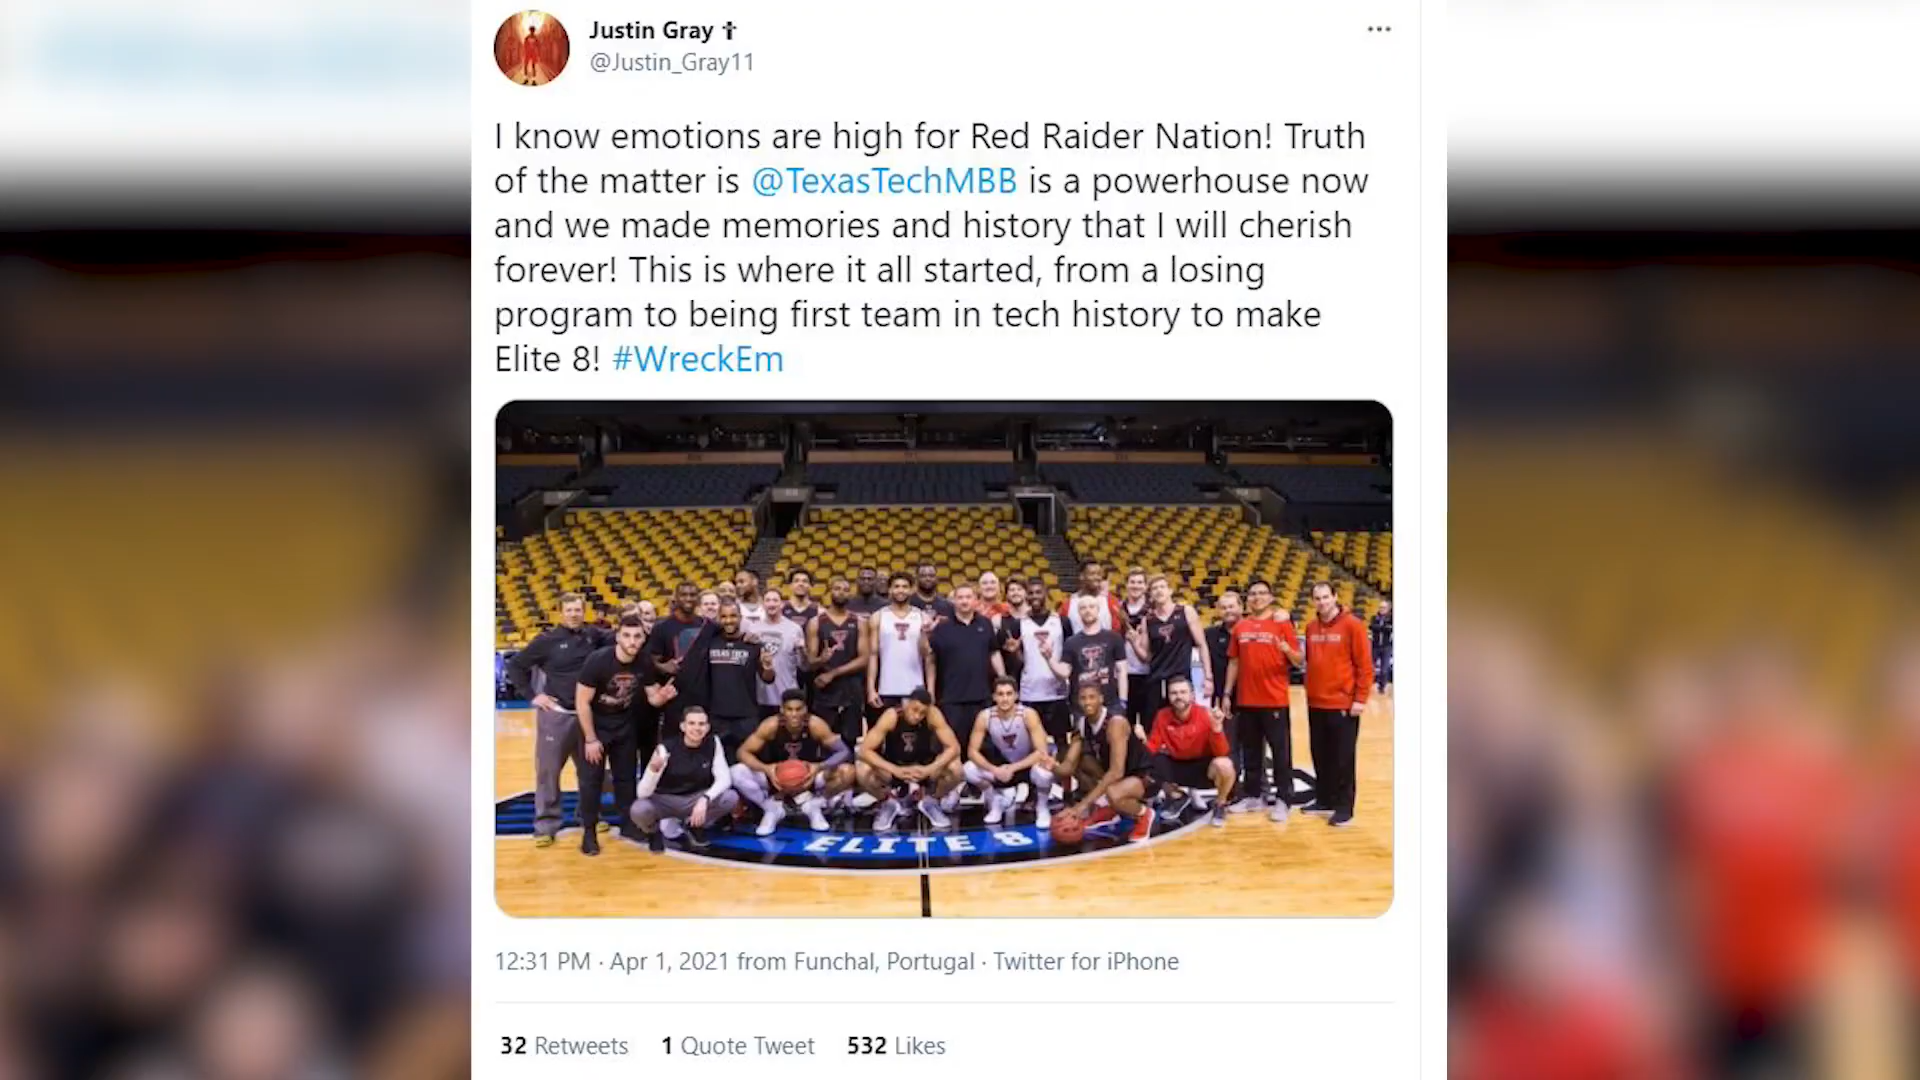 Justin Gray ✝
@Justin_Gray11
I know emotions are high for Red Raider Nation! Truth
of the matter is @TexasTechMBB is a powerhouse now
and we made memories and history that I will cherish
forever! This is where it all started, from a losing
program to being first team in tech history to make
Elite 8! #WreckEm
TEXAS TECH
ELITE 8
12:31 PM · Apr 1, 2021 from Funchal, Portugal · Twitter for iPhone
32 Retweets 1 Quote Tweet 532 Likes